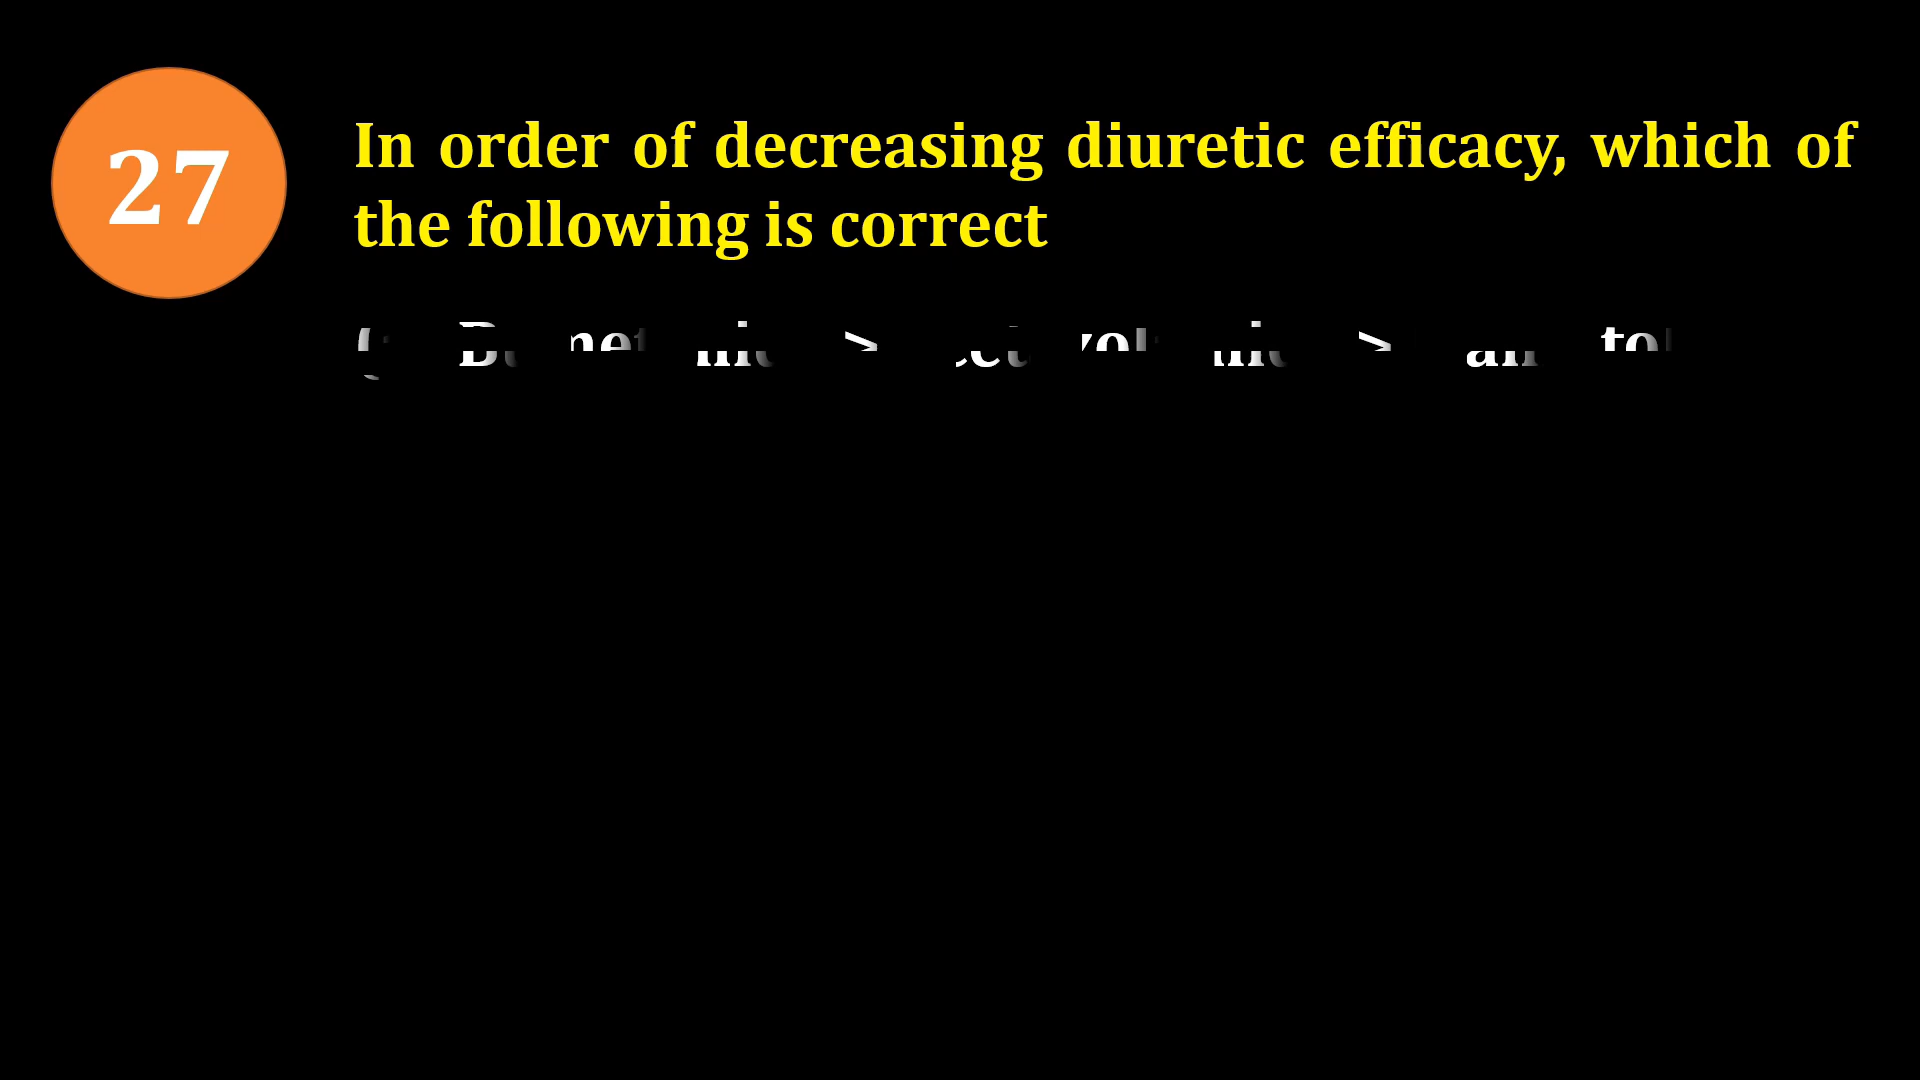 27
In order of decreasing diuretic efficacy, which of
the following is correct